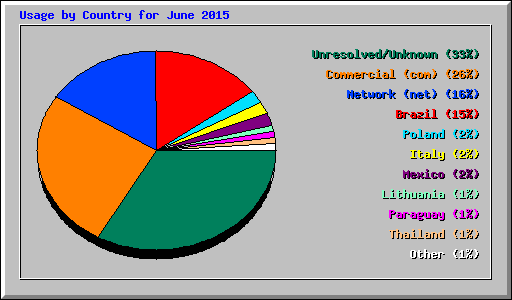 Usage by Country for June 2015
Unresolved/Unknown (33%)
Commercial (com) (26%)
Network (net) (16%)
Brazil (15%)
Poland (2%)
Italy (2%)
Mexico (2%)
Lithuania (1%)
Paraguay (1%)
Thailand (1%)
Other (1%)